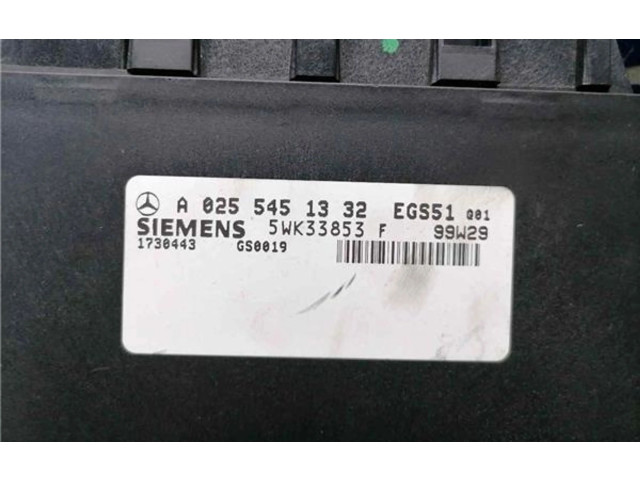 A 025 545 13 32 EGS51 Q01
SIEMENS 5WK33853 F 99W29
1730443 GS0019